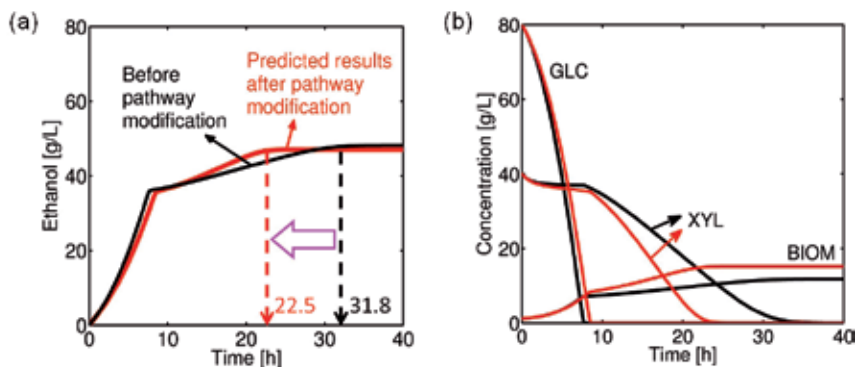 (a)
80
60
40
20
0
Ethanol [g/L]
Before
pathway
modification
Predicted results
after pathway
modification
22.5
31.8
0 10 20 30 40
Time [h]
(b)
80
60
40
20
0
Concentration [g/L]
GLC
XYL
BIOM
0 10 20 30 40
Time [h]